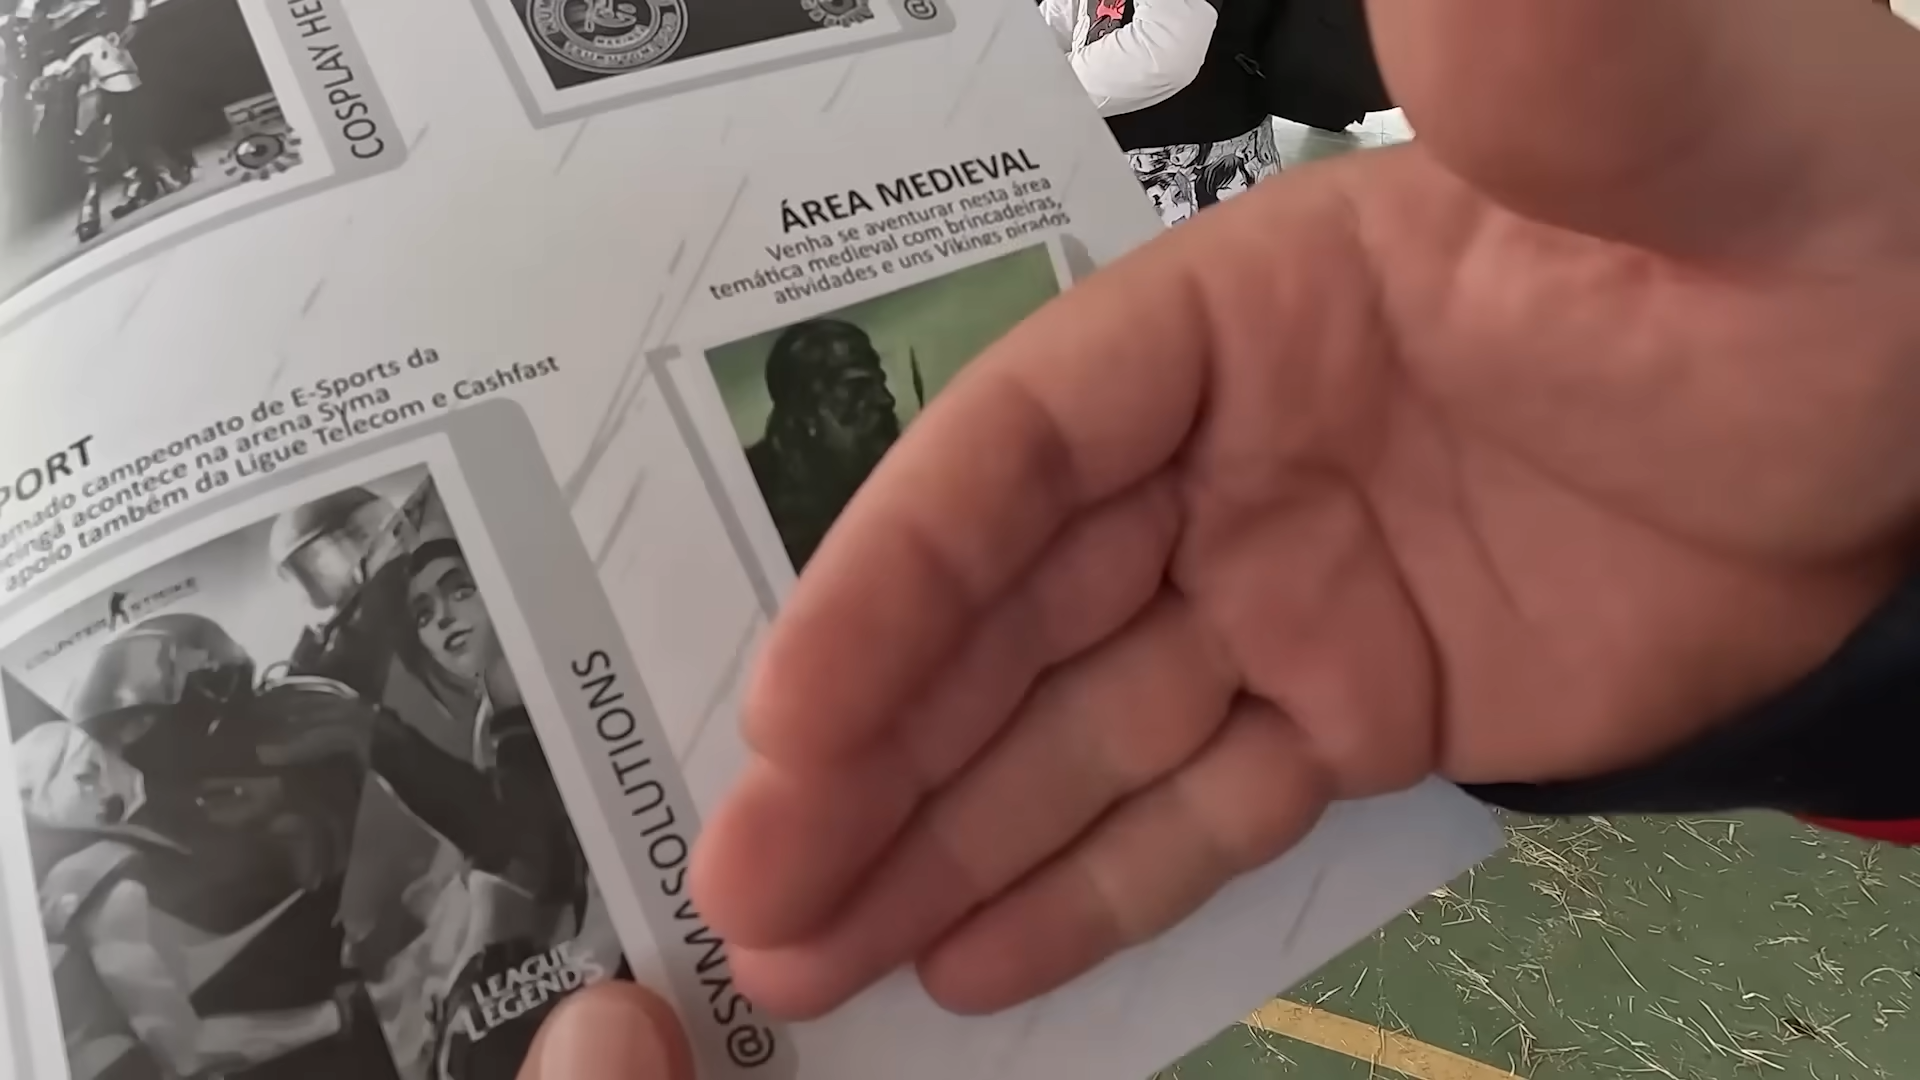 COSPLAY HE
ÁREA MEDIEVAL
Venha se aventurar nesta área
temática medieval com brincadeiras,
atividades e uns Vikings pirados
PORT
amado campeonato de E-Sports da
eingá acontece na arena Syma
apoio também da Ligue Telecom e Cashfast
COUNTER STRIKE
LEAGUE
LEGENDS
@SYMASOLUTIONS